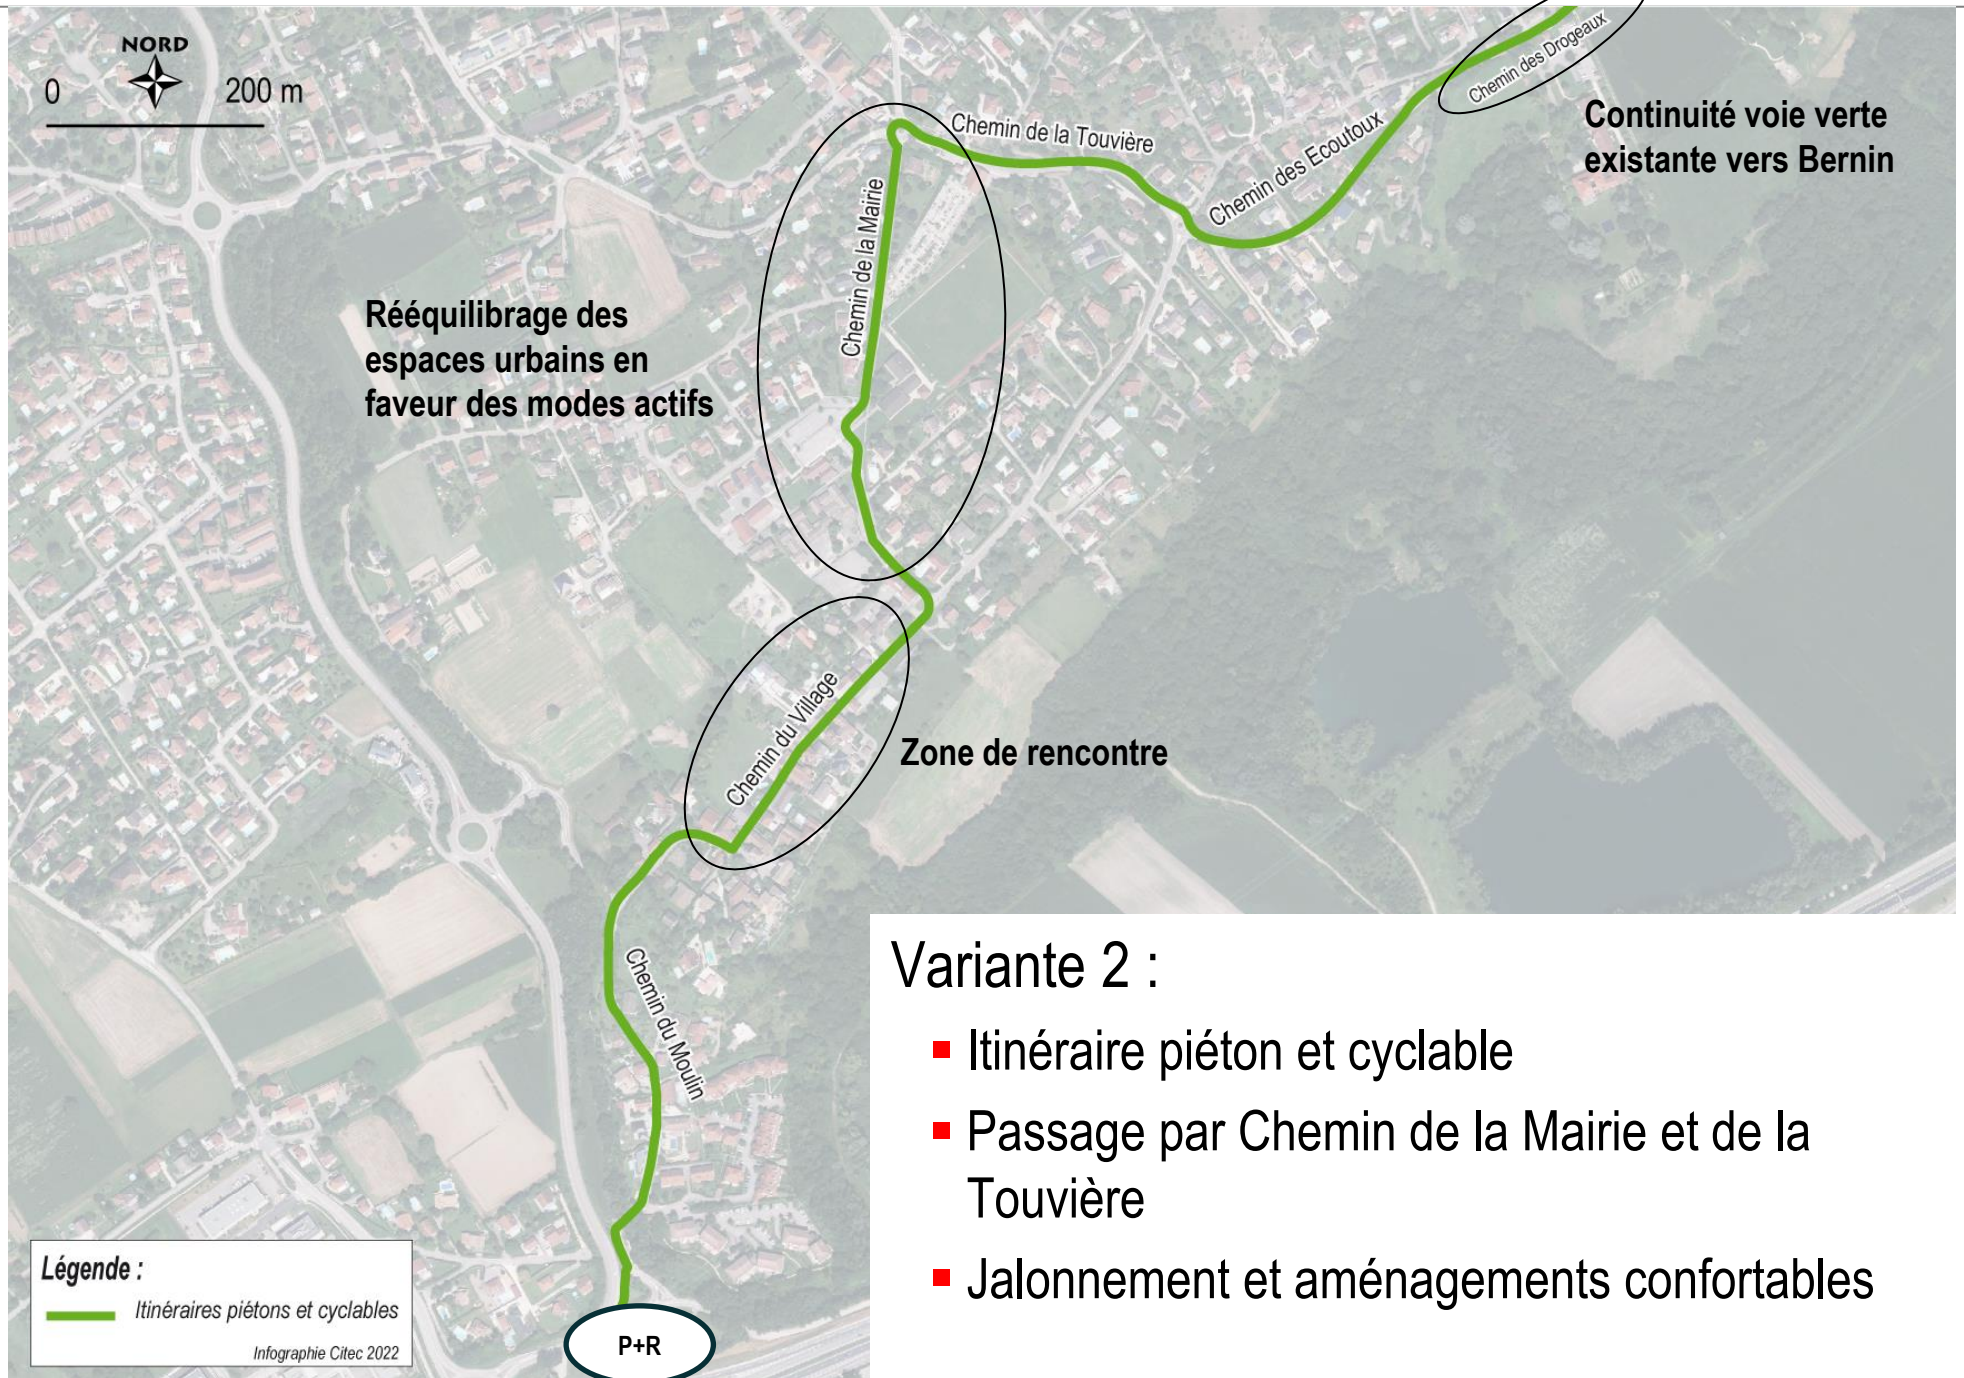 NORD
0 200 m
Chemin des Drogeaux
Continuité voie verte
existante vers Bernin
Chemin de la Touvière
Chemin des Ecoutoux
Chemin de la Mairie
Rééquilibrage des
espaces urbains en
faveur des modes actifs
Chemin du Village
Zone de rencontre
Chemin du Moulin
Variante 2 :
Itinéraire piéton et cyclable
Passage par Chemin de la Mairie et de la
Touvière
Jalonnement et aménagements confortables
Légende :
Itinéraires piétons et cyclables
Infographie Citec 2022
P+R